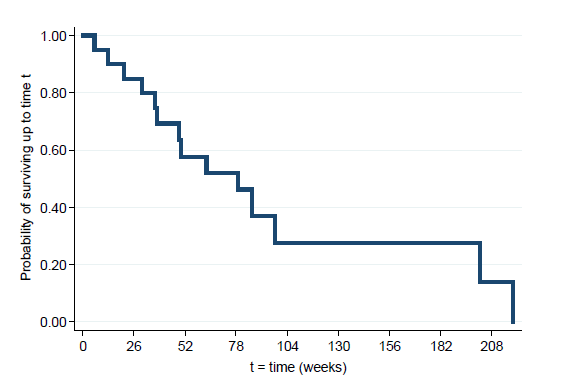 Probability of surviving up to time t
1.00
0.80
0.60
0.40
0.20
0.00
0 26 52 78 104 130 156 182 208
t = time (weeks)